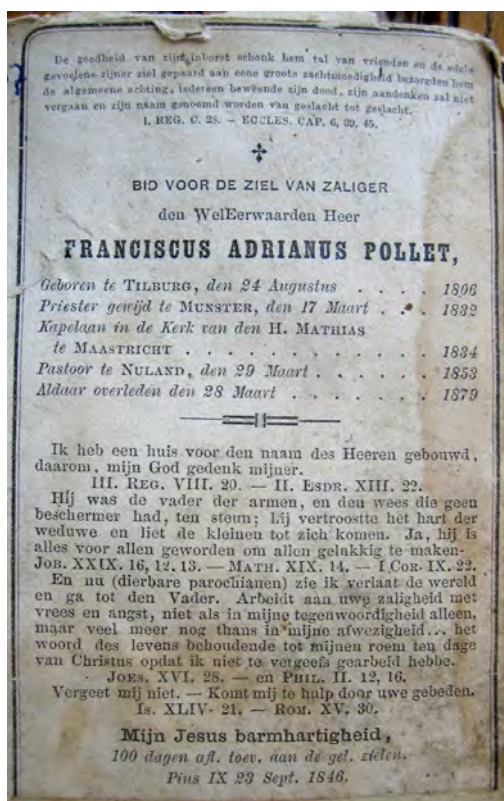 De goedheid van zijn inborst schonk hem tal van vrienden en de edele
gevoelens zijner ziel gepaard aan eene groote zachtmoedigheid bezorgden hem
de algemeene achting, iedereen beweende zijn dood, zijn aandenken zal niet
vergaan en zijn naam genoemd worden van geslacht tot geslacht.
I. REG. C. 28. — ECCLES. CAP. 6, 39, 45.
✣
BID VOOR DE ZIEL VAN ZALIGER
den WelEerwaarden Heer
FRANCISCUS ADRIANUS POLLET,
Geboren te TILBURG, den 24 Augustus . . . . 1806
Priester gewijd te MUNSTER, den 17 Maart . . . 1832
Kapelaan in de Kerk van den H. MATHIAS
te MAASTRICHT . . . . . . . . . . . . . 1834
Pastoor te NULAND, den 29 Maart . . . . . . 1853
Aldaar overleden den 28 Maart . . . . . . . 1879
Ik heb een huis voor den naam des Heeren gebouwd,
daarom, mijn God gedenk mijner.
III. REG. VIII. 20. — II. ESDR. XIII. 22.
Hij was de vader der armen, en den wees die geen
beschermer had, ten steun; hij vertroostte het hart der
weduwe en liet de kleinen tot zich komen. Ja, hij is
alles voor allen geworden om allen gelukkig te maken-
JOB. XXIX. 16, 12. 13. — MATH. XIX. 14. — I COR. IX. 22.
En nu (dierbare parochianen) zie ik verlaat de wereld
en ga tot den Vader. Arbeidt aan uwe zaligheid met
vrees en angst, niet als in mijne tegenwoordigheid alleen,
maar veel meer nog thans in mijne afwezigheid... het
woord des levens behoudende tot mijnen roem ten dage
van Christus opdat ik niet te vergeefs gearbeid hebbe.
JOES. XVI. 28. — en PHIL. II. 12, 16.
Vergeet mij niet. — Komt mij te hulp door uwe gebeden.
IS. XLIV- 21. — ROM. XV. 30.
Mijn Jesus barmhartigheid,
100 dagen afl. toev. aan de gel. zielen.
Pius IX 23 Sept. 1846.